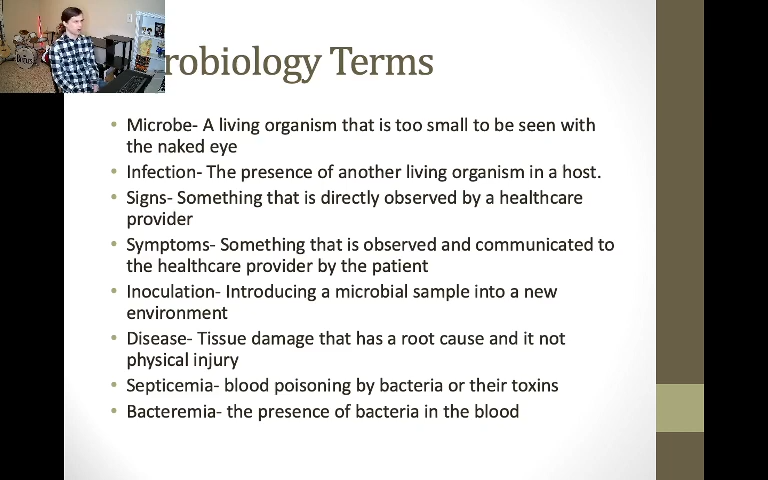 robiology Terms
• Microbe- A living organism that is too small to be seen with
the naked eye
• Infection- The presence of another living organism in a host.
• Signs- Something that is directly observed by a healthcare
provider
• Symptoms- Something that is observed and communicated to
the healthcare provider by the patient
• Inoculation- Introducing a microbial sample into a new
environment
• Disease- Tissue damage that has a root cause and it not
physical injury
• Septicemia- blood poisoning by bacteria or their toxins
• Bacteremia- the presence of bacteria in the blood